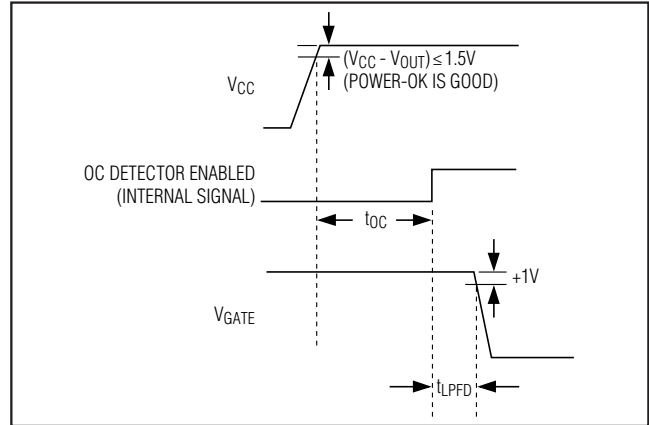 (VCC - VOUT) ≤ 1.5V
(POWER-OK IS GOOD)
VCC
OC DETECTOR ENABLED
(INTERNAL SIGNAL)
tOC
+1V
VGATE
tLPFD